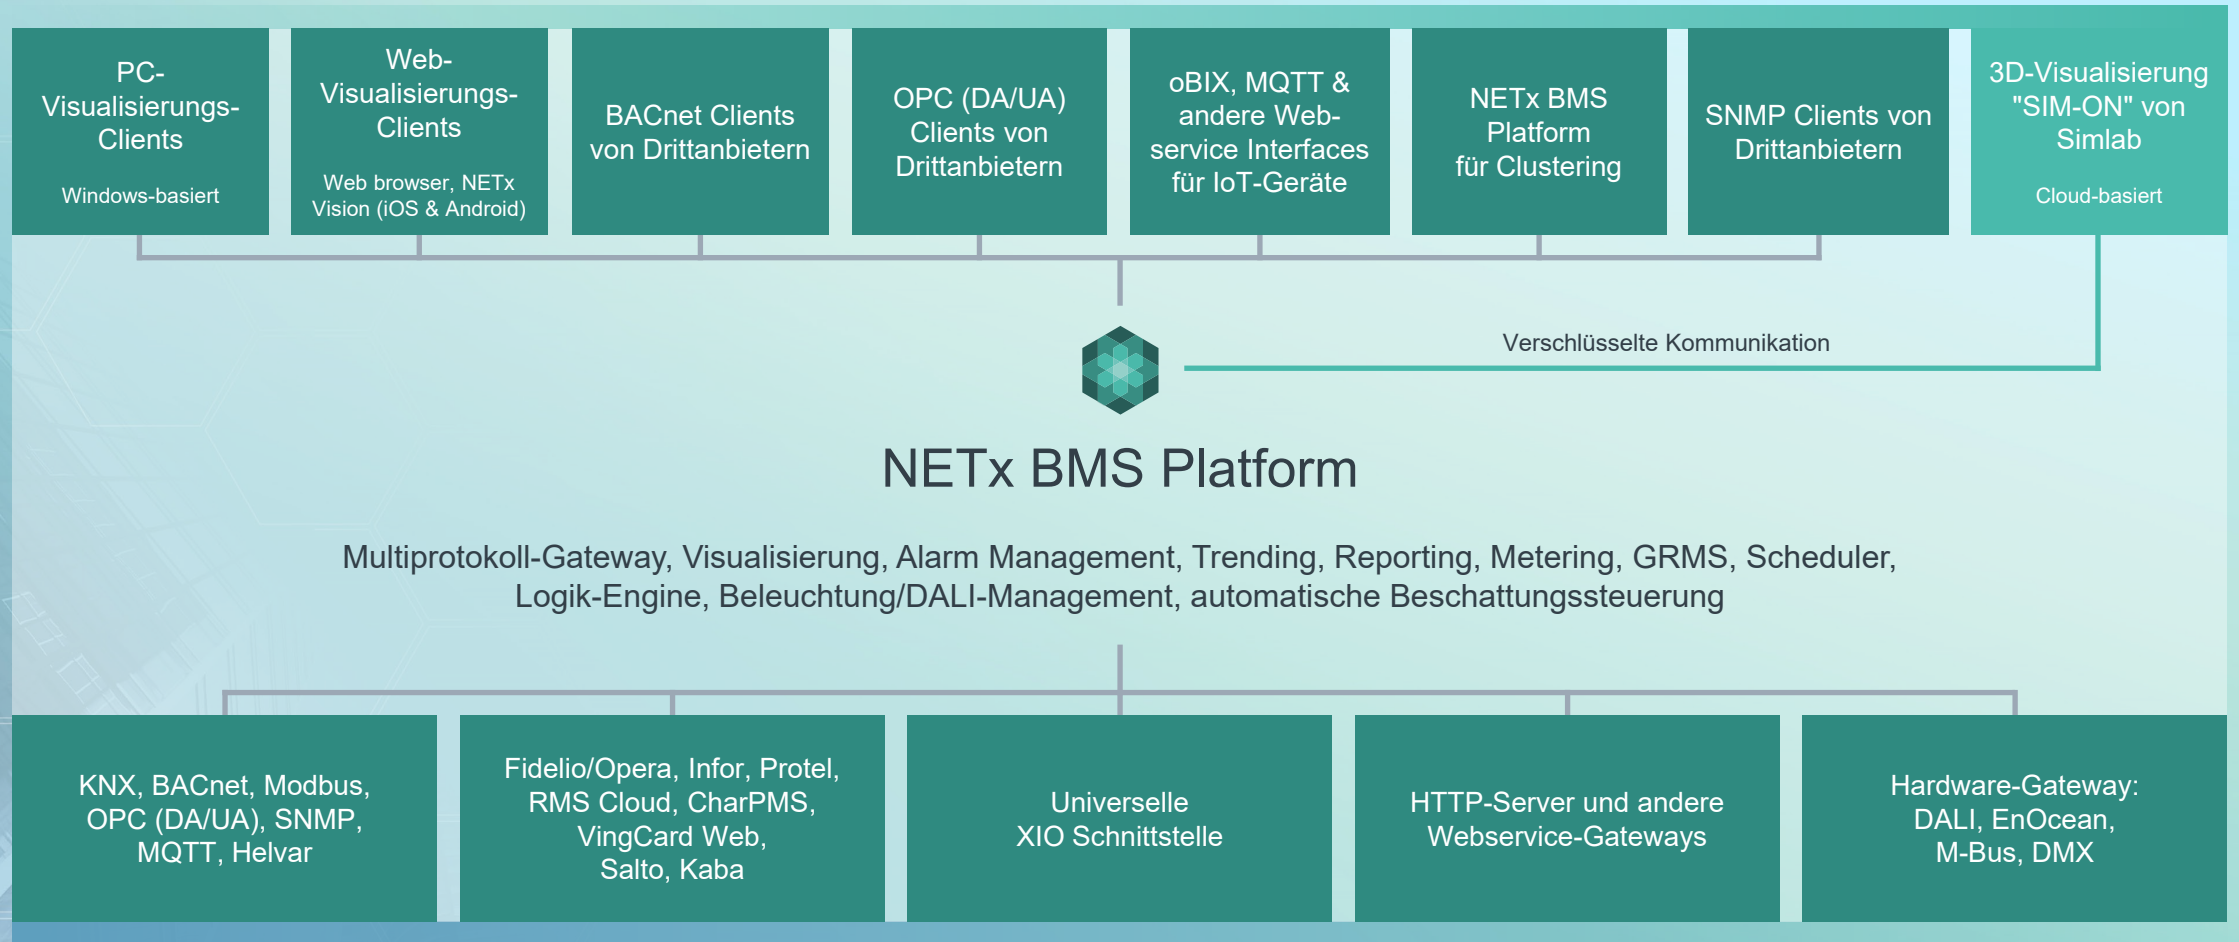 PC-
Visualisierungs-
Clients
Windows-basiert
Web-
Visualisierungs-
Clients
Web browser, NETx
Vision (iOS & Android)
BACnet Clients
von Drittanbietern
OPC (DA/UA)
Clients von
Drittanbietern
oBIX, MQTT &
andere Web-
service Interfaces
für IoT-Geräte
NETx BMS
Platform
für Clustering
SNMP Clients von
Drittanbietern
3D-Visualisierung
"SIM-ON" von
Simlab
Cloud-basiert
Verschlüsselte Kommunikation
NETx BMS Platform
Multiprotokoll-Gateway, Visualisierung, Alarm Management, Trending, Reporting, Metering, GRMS, Scheduler,
Logik-Engine, Beleuchtung/DALI-Management, automatische Beschattungssteuerung
KNX, BACnet, Modbus,
OPC (DA/UA), SNMP,
MQTT, Helvar
Fidelio/Opera, Infor, Protel,
RMS Cloud, CharPMS,
VingCard Web,
Salto, Kaba
Universelle
XIO Schnittstelle
HTTP-Server und andere
Webservice-Gateways
Hardware-Gateway:
DALI, EnOcean,
M-Bus, DMX